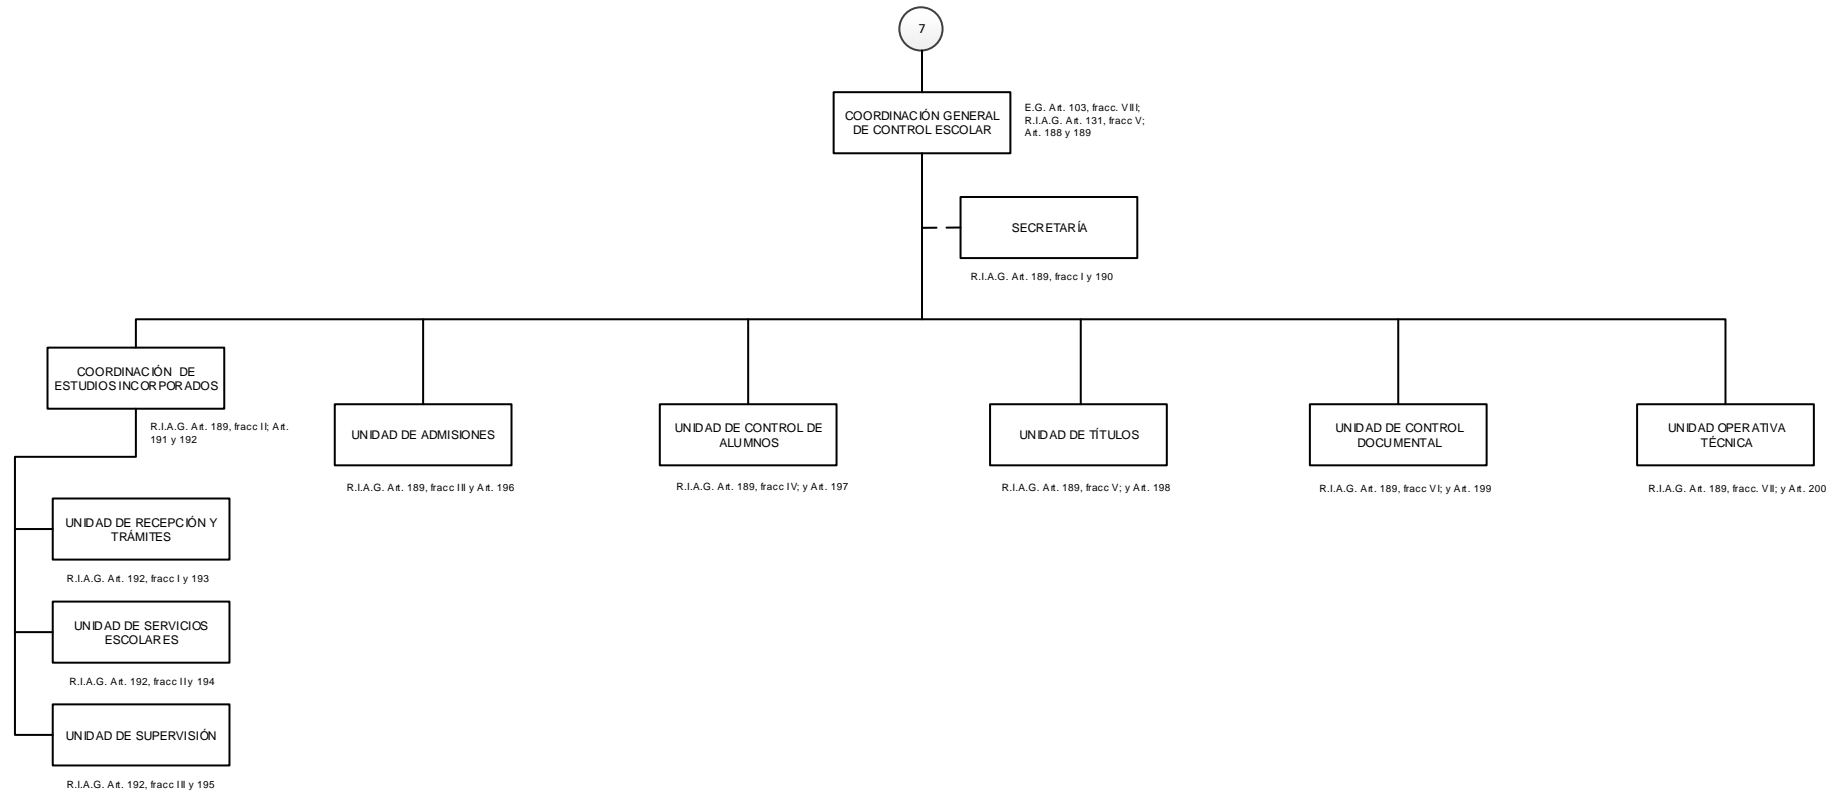 7
COORDINACIÓN GENERAL
DE CONTROL ESCOLAR
E.G. Art. 103, fracc. VIII;
R.I.A.G. Art. 131, fracc V;
Art. 188 y 189
SECRETARÍA
R.I.A.G. Art. 189, fracc I y 190
COORDINACIÓN DE
ESTUDIOS INCORPORADOS
R.I.A.G. Art. 189, fracc II; Art.
191 y 192
UNIDAD DE ADMISIONES
R.I.A.G. Art. 189, fracc III y Art. 196
UNIDAD DE CONTROL DE
ALUMNOS
R.I.A.G. Art. 189, fracc IV; y Art. 197
UNIDAD DE TÍTULOS
R.I.A.G. Art. 189, fracc V; y Art. 198
UNIDAD DE CONTROL
DOCUMENTAL
R.I.A.G. Art. 189, fracc VI; y Art. 199
UNIDAD OPERATIVA
TÉCNICA
R.I.A.G. Art. 189, fracc. VII; y Art. 200
UNIDAD DE RECEPCIÓN Y
TRÁMITES
R.I.A.G. Art. 192, fracc I y 193
UNIDAD DE SERVICIOS
ESCOLARES
R.I.A.G. Art. 192, fracc II y 194
UNIDAD DE SUPERVISIÓN
R.I.A.G. Art. 192, fracc III y 195